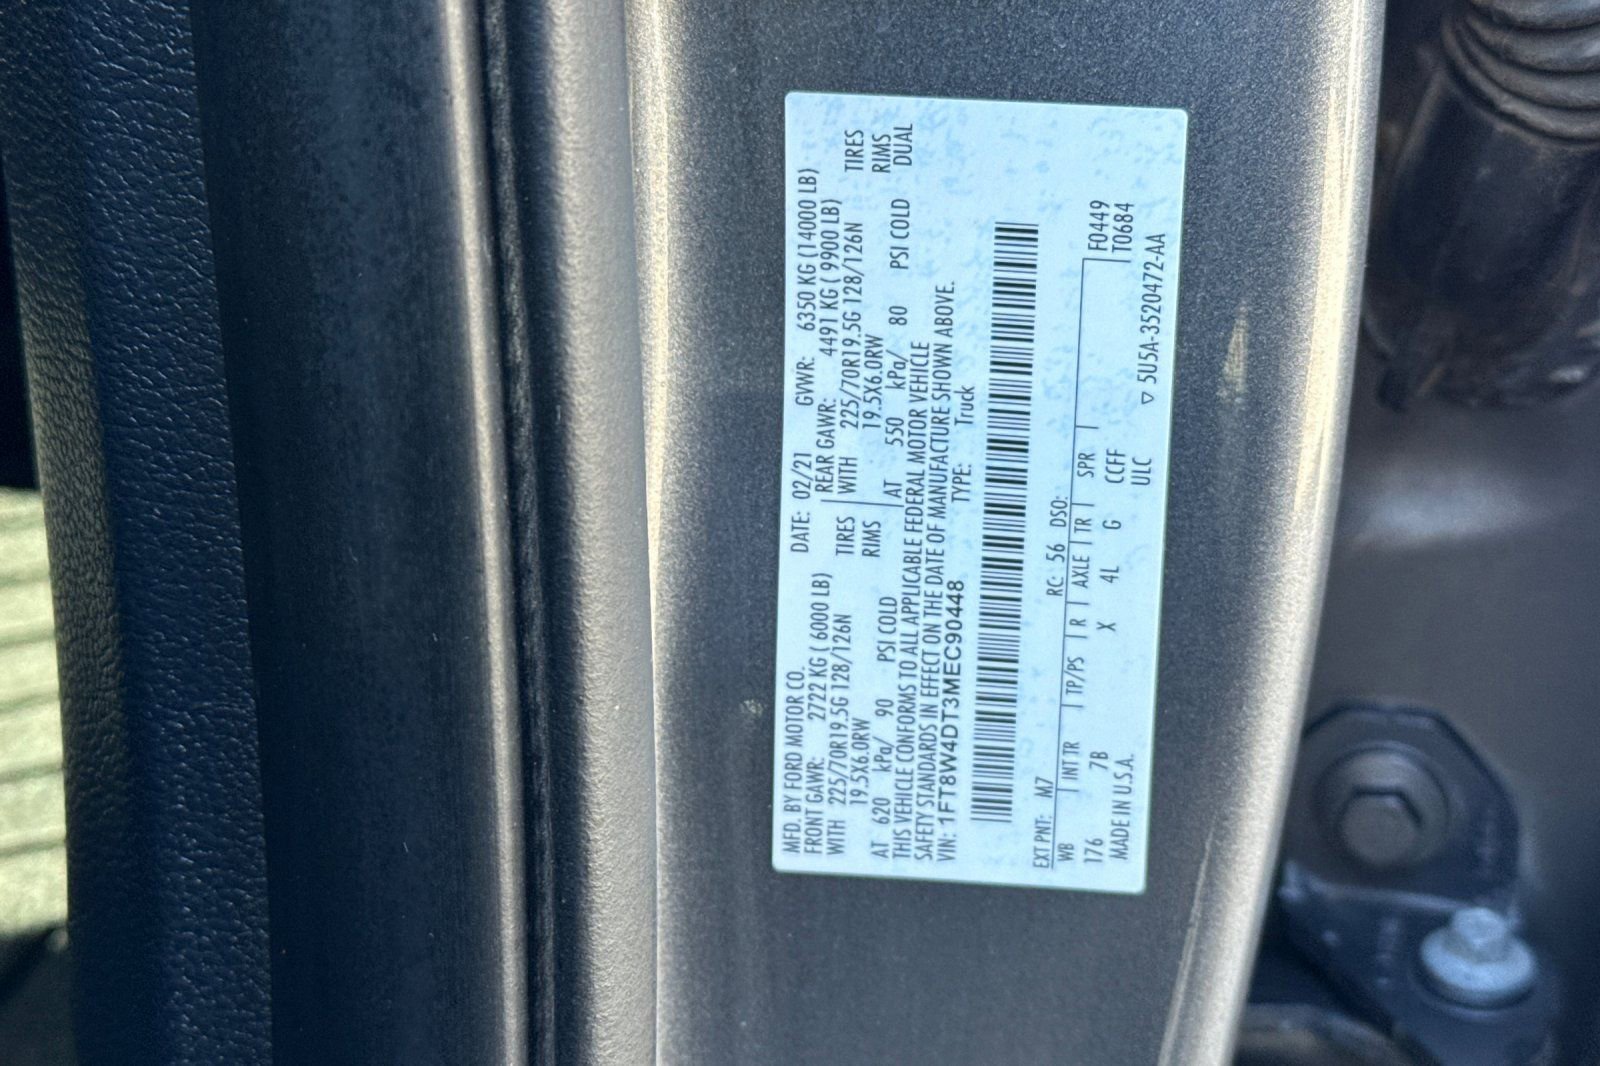 MFD. BY FORD MOTOR CO. DATE: 02/21 GWR: 6350 KG (14000 LB)
FRONT GAWR: 2722 KG (6000 LB) REAR GAWR: 4491 KG (9900 LB)
WITH 225/70R19.5G 128/126N TIRES WITH 225/70R19.5G 128/126N TIRES
19.5X6.0RW RIMS 19.5X6.0RW RIMS
AT 620 kPa/ 90 PSI COLD AT 550 kPa/ 80 PSI COLD DUAL
THIS VEHICLE CONFORMS TO ALL APPLICABLE FEDERAL MOTOR VEHICLE
SAFETY STANDARDS IN EFFECT ON THE DATE OF MANUFACTURE SHOWN ABOVE.
VIN: 1FT8W4DT3MEC90448 TYPE: Truck
EXT PNT: M7 RC: 56 DSO:
WB INT TR TP/PS R AXLE TR SPR F0449
176 7B X 4L G CCFF T0684
MADE IN U.S.A. ULC ▽ 5U5A-3520472-AA